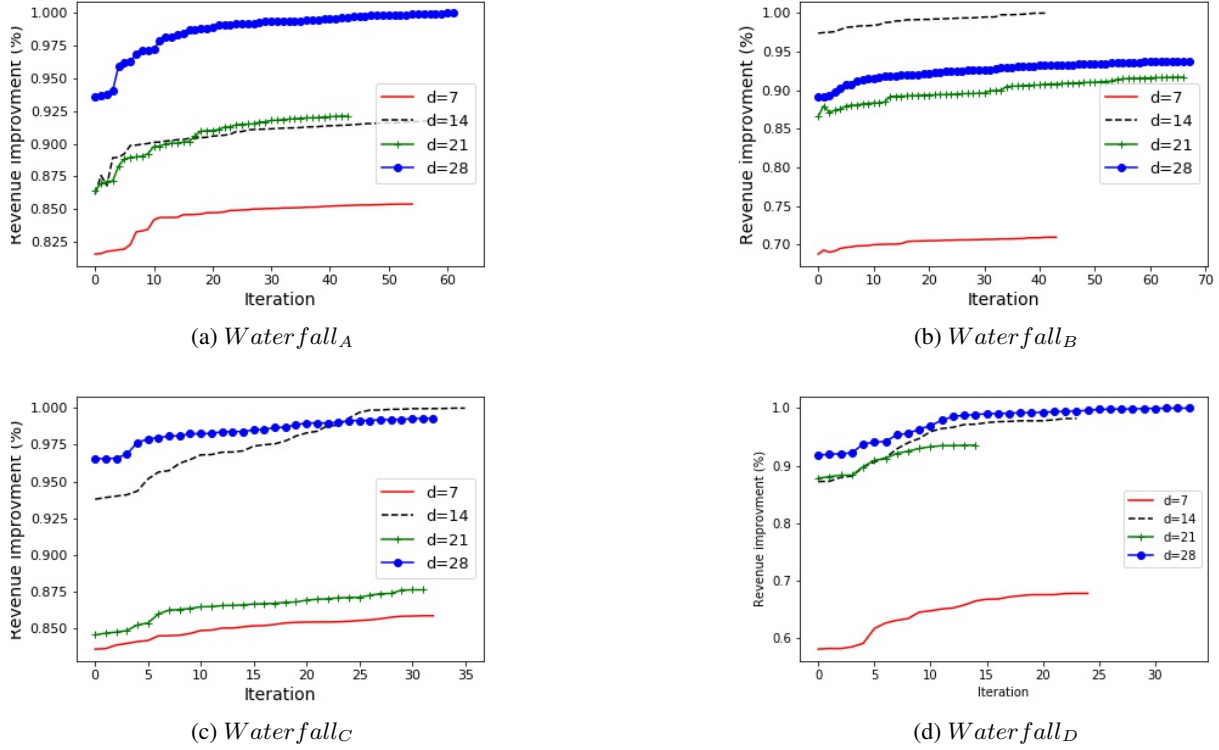 Revenue improvment (%)
1.000
0.975
0.950
0.925
0.900
0.875
0.850
0.825
0 10 20 30 40 50 60
Iteration
d=7
d=14
d=21
d=28
(a) Waterfall_A
Revenue improvment (%)
1.00
0.95
0.90
0.85
0.80
0.75
0.70
0 10 20 30 40 50 60 70
Iteration
d=7
d=14
d=21
d=28
(b) Waterfall_B
Revenue improvment (%)
1.000
0.975
0.950
0.925
0.900
0.875
0.850
0 5 10 15 20 25 30 35
Iteration
d=7
d=14
d=21
d=28
(c) Waterfall_C
Revenue improvment (%)
1.0
0.9
0.8
0.7
0.6
0 5 10 15 20 25 30
Iteration
d=7
d=14
d=21
d=28
(d) Waterfall_D